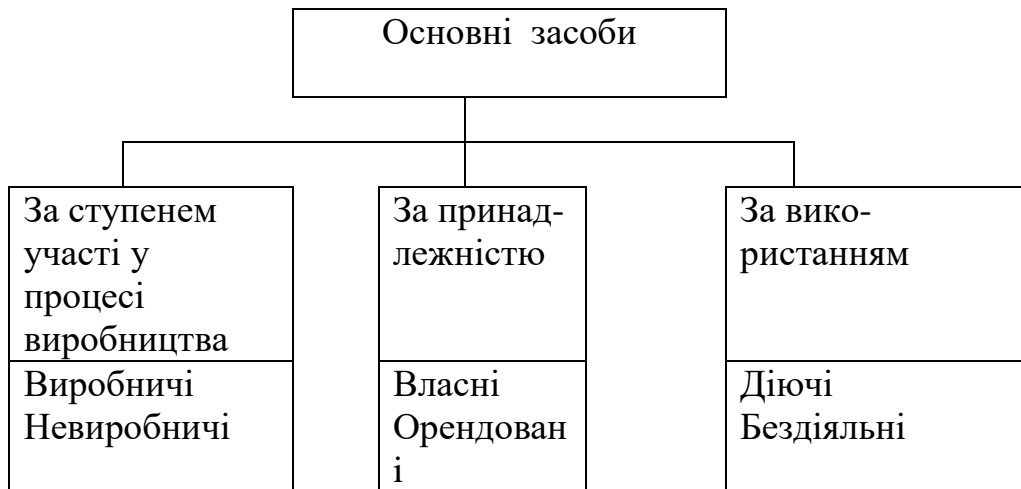 Основні засоби
За ступенем
участі у
процесі
виробництва
Виробничі
Невиробничі
За принад-
лежністю
Власні
Орендован
і
За вико-
ристанням
Діючі
Бездіяльні